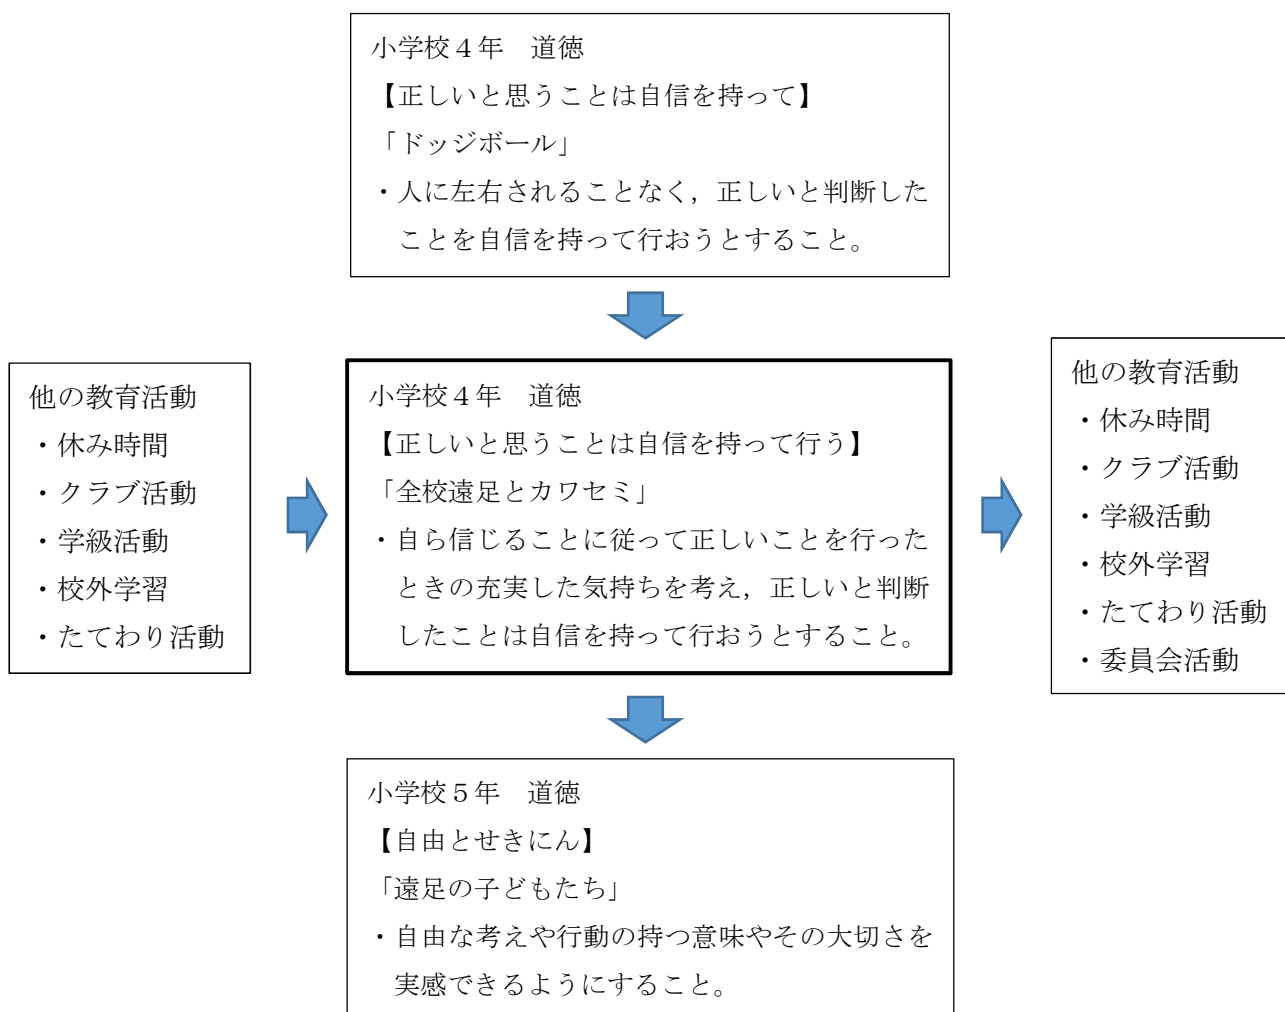 小学校４年　道徳
【正しいと思うことは自信を持って】
「ドッジボール」
・人に左右されることなく，正しいと判断した
ことを自信を持って行おうとすること。
他の教育活動
・休み時間
・クラブ活動
・学級活動
・校外学習
・たてわり活動
小学校４年　道徳
【正しいと思うことは自信を持って行う】
「全校遠足とカワセミ」
・自ら信じることに従って正しいことを行った
ときの充実した気持ちを考え，正しいと判断
したことは自信を持って行おうとすること。
他の教育活動
・休み時間
・クラブ活動
・学級活動
・校外学習
・たてわり活動
・委員会活動
小学校５年　道徳
【自由とせきにん】
「遠足の子どもたち」
・自由な考えや行動の持つ意味やその大切さを
実感できるようにすること。